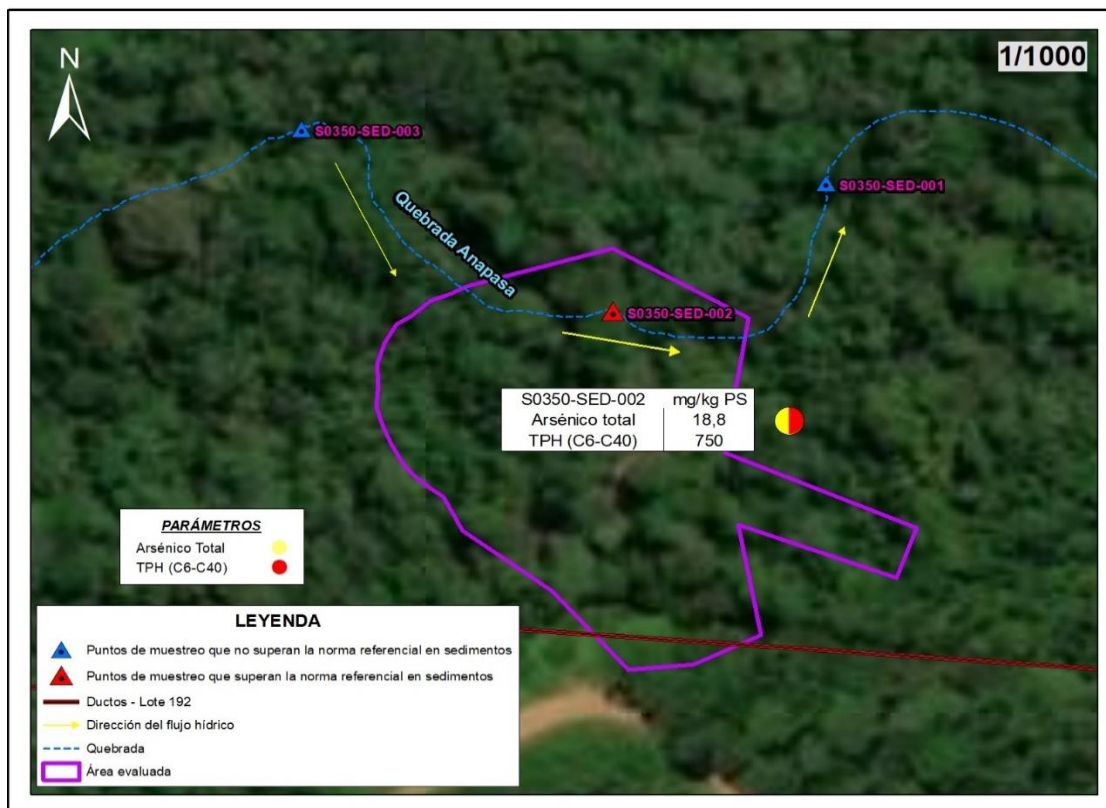 1/1000
N
S0350-SED-003
S0350-SED-001
Quebrada Anapasa
S0350-SED-002
S0350-SED-002 mg/kg PS
Arsénico total 18,8
TPH (C6-C40) 750
PARÁMETROS
Arsénico Total
TPH (C6-C40)
LEYENDA
Puntos de muestreo que no superan la norma referencial en sedimentos
Puntos de muestreo que superan la norma referencial en sedimentos
Ductos - Lote 192
Dirección del flujo hídrico
Quebrada
Área evaluada